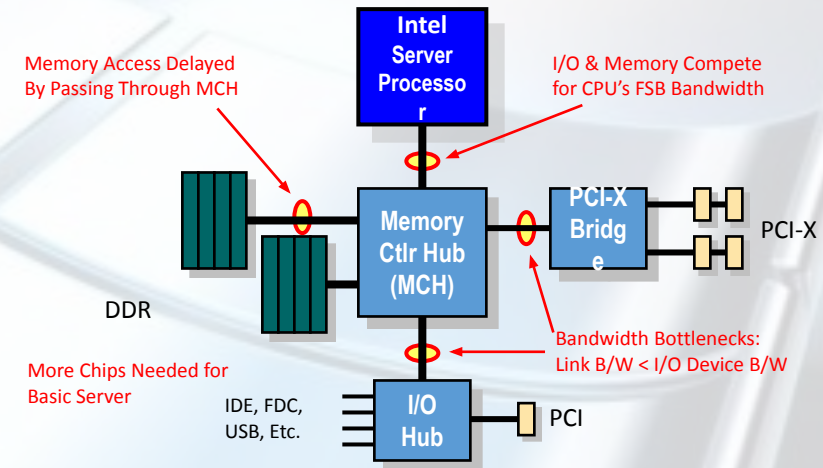 Intel
Server
Processo
r
Memory Access Delayed
By Passing Through MCH
I/O & Memory Compete
for CPU's FSB Bandwidth
Memory
Ctlr Hub
(MCH)
PCI-X
Bridg
e
PCI-X
DDR
Bandwidth Bottlenecks:
Link B/W < I/O Device B/W
More Chips Needed for
Basic Server
IDE, FDC,
USB, Etc.
I/O
Hub
PCI